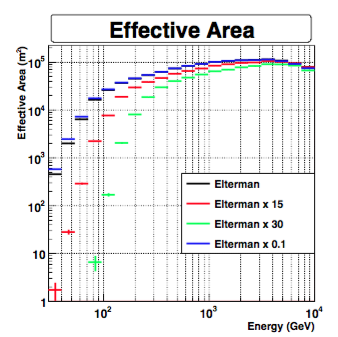 Effective Area
Effective Area (m²)
10⁵
10⁴
10³
10²
10
1
Elterman
Elterman x 15
Elterman x 30
Elterman x 0.1
10² 10³ 10⁴
Energy (GeV)